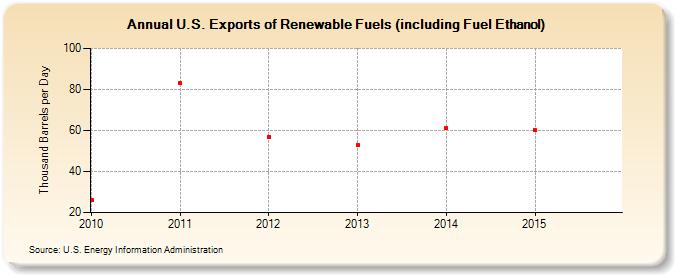 Annual U.S. Exports of Renewable Fuels (including Fuel Ethanol)
Thousand Barrels per Day
100
80
60
40
20
2010 2011 2012 2013 2014 2015
Source: U.S. Energy Information Administration